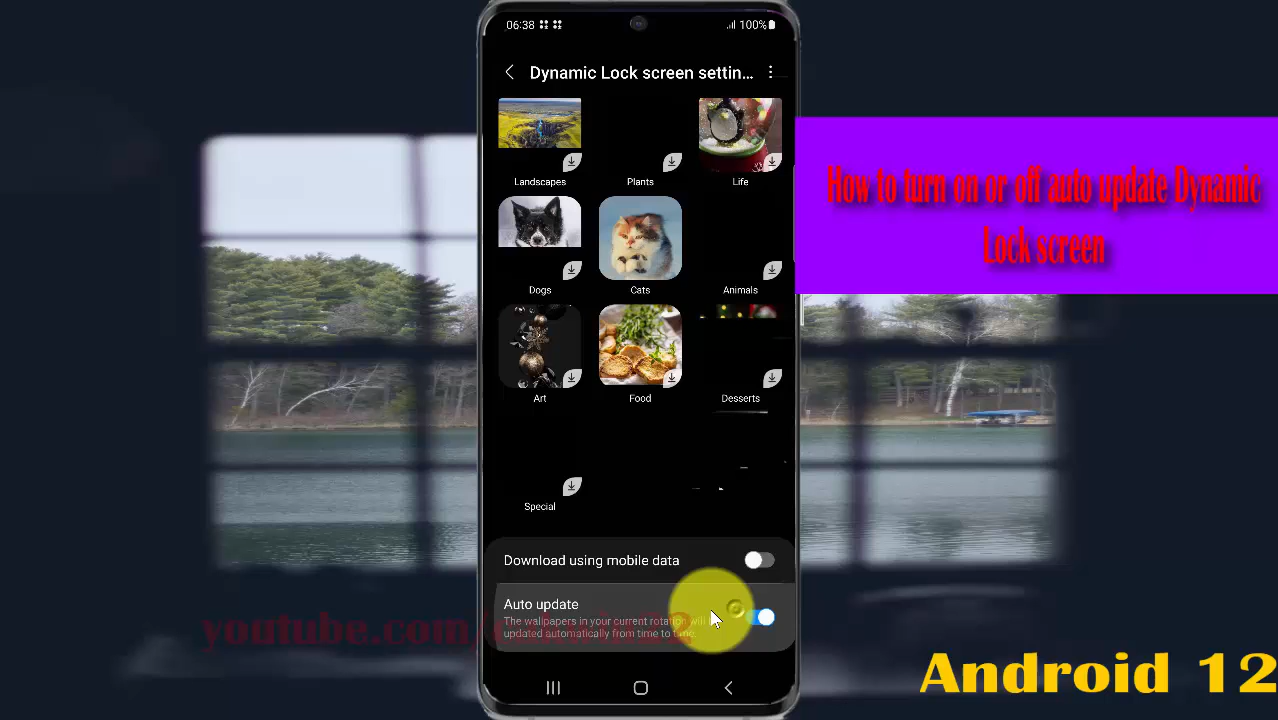 06:38
100%
Dynamic Lock screen settin...
How to turn on or off auto update Dynamic
Lock screen
Landscapes
Plants
Life
Dogs
Cats
Animals
Art
Food
Desserts
Special
Download using mobile data
Auto update
The wallpapers in your current rotation will
updated automatically from time to time.
youtube.com/
Android 12